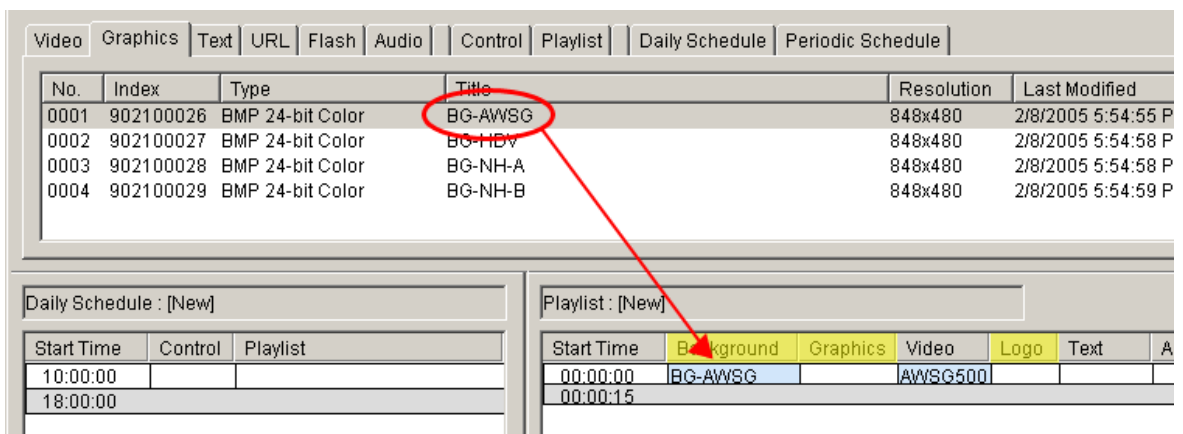 Video Graphics Text URL Flash Audio Control Playlist Daily Schedule Periodic Schedule
No. Index Type Title Resolution Last Modified
0001 902100026 BMP 24-bit Color BG-AWSG 848x480 2/8/2005 5:54:55 P
0002 902100027 BMP 24-bit Color BG-HDV 848x480 2/8/2005 5:54:58 P
0003 902100028 BMP 24-bit Color BG-NH-A 848x480 2/8/2005 5:54:58 P
0004 902100029 BMP 24-bit Color BG-NH-B 848x480 2/8/2005 5:54:59 P
Daily Schedule : [New]
Start Time Control Playlist
10:00:00
18:00:00
Playlist : [New]
Start Time Background Graphics Video Logo Text A
00:00:00 BG-AWSG AWSG500
00:00:15